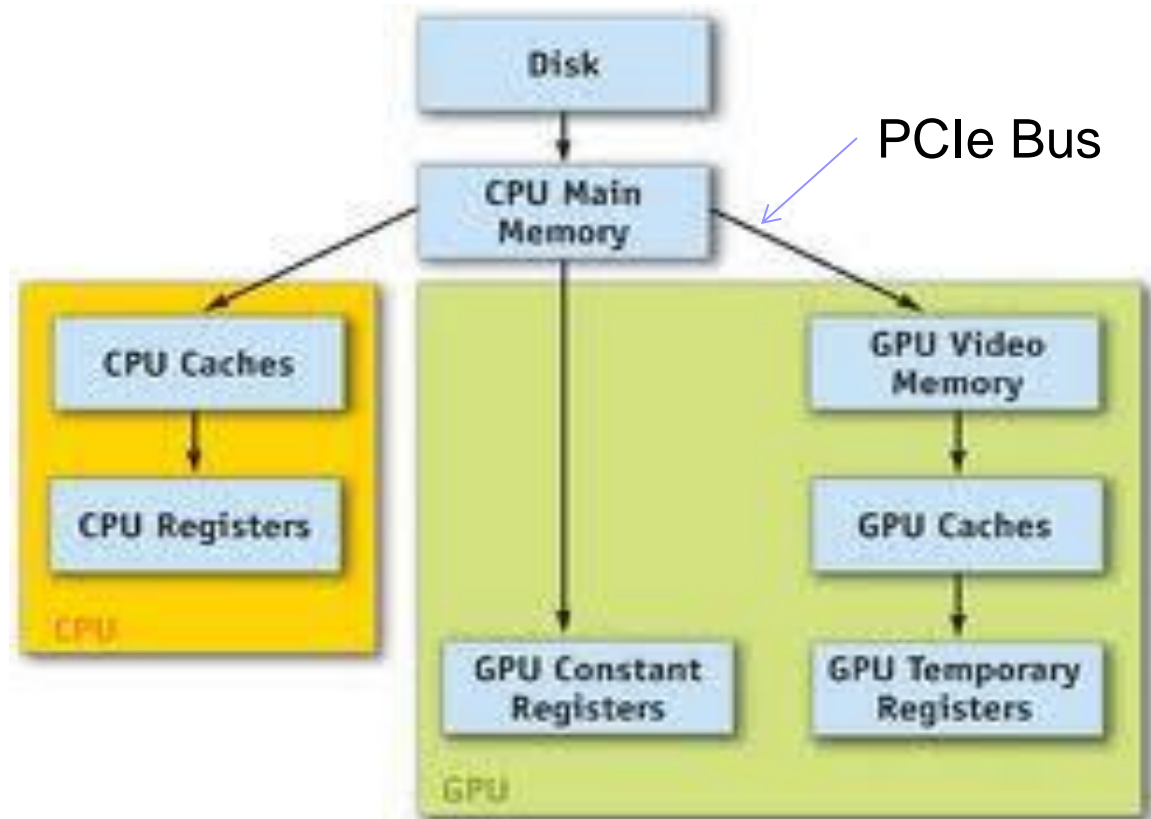 Disk
PCIe Bus
CPU Main
Memory
CPU Caches
GPU Video
Memory
CPU Registers
GPU Caches
CPU
GPU Constant
Registers
GPU Temporary
Registers
GPU